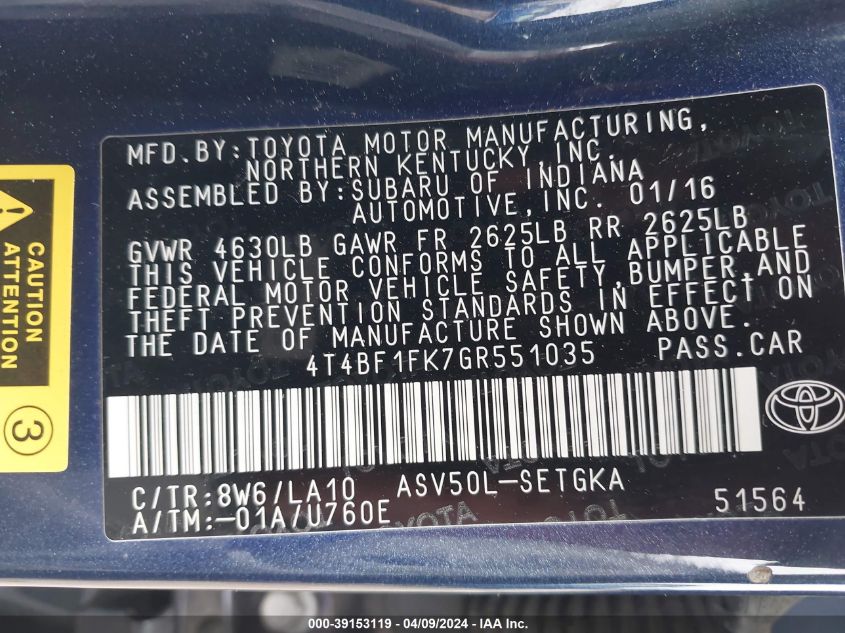 MFD.BY:TOYOTA MOTOR MANUFACTURING,
NORTHERN KENTUCKY,INC.
ASSEMBLED BY:SUBARU OF INDIANA
AUTOMOTIVE,INC. 01/16
GVWR 4630LB GAWR FR 2625LB RR 2625LB
THIS VEHICLE CONFORMS TO ALL APPLICABLE
FEDERAL MOTOR VEHICLE SAFETY,BUMPER,AND
THEFT PREVENTION STANDARDS IN EFFECT ON
THE DATE OF MANUFACTURE SHOWN ABOVE.
4T4BF1FK7GR551035 PASS.CAR
C/TR:8W6/LA10 ASV50L-SETGKA
A/TM:-01A/U760E 51564
CAUTION
ATTENTION
3
000-39153119 - 04/09/2024 - IAA Inc.